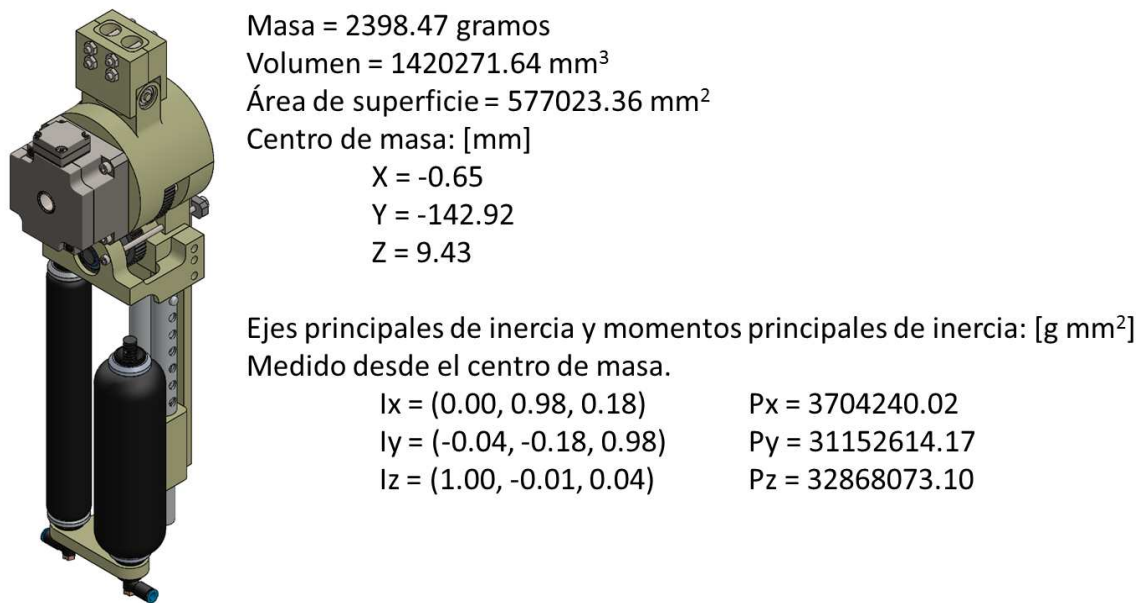 Masa = 2398.47 gramos
Volumen = 1420271.64 mm³
Área de superficie = 577023.36 mm²
Centro de masa: [mm]
X = -0.65
Y = -142.92
Z = 9.43
Ejes principales de inercia y momentos principales de inercia: [g mm²]
Medido desde el centro de masa.
Ix = (0.00, 0.98, 0.18) Px = 3704240.02
Iy = (-0.04, -0.18, 0.98) Py = 31152614.17
Iz = (1.00, -0.01, 0.04) Pz = 32868073.10